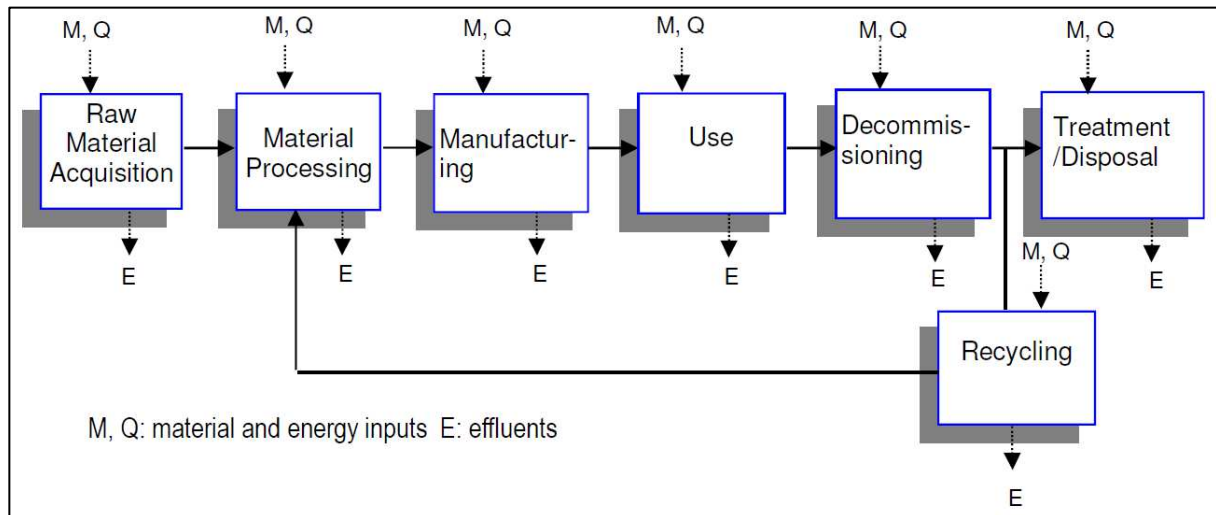 M, Q
M, Q
M, Q
M, Q
M, Q
M, Q
Raw
Material
Acquisition
Material
Processing
Manufactur-
ing
Use
Decommis-
sioning
Treatment
/Disposal
E
E
E
E
E
E
M, Q
Recycling
E
M, Q: material and energy inputs E: effluents